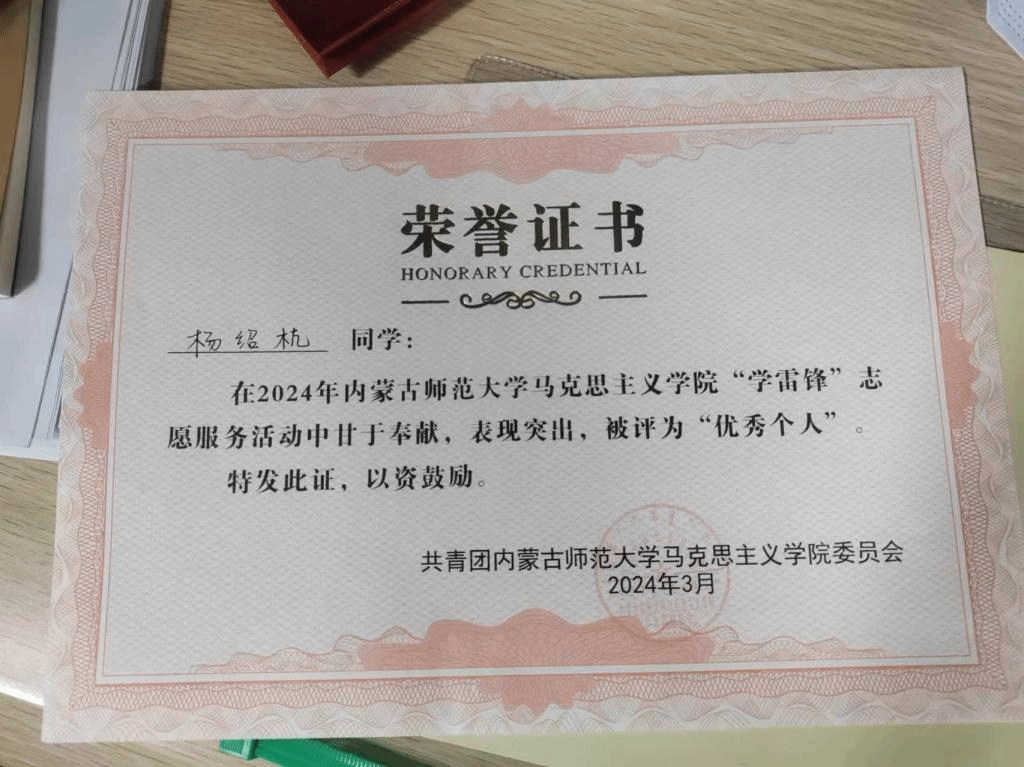 荣誉证书
HONORARY CREDENTIAL
杨绍杭 同学：
在2024年内蒙古师范大学马克思主义学院“学雷锋”志
愿服务活动中甘于奉献，表现突出，被评为“优秀个人”。
特发此证，以资鼓励。
共青团内蒙古师范大学马克思主义学院委员会
2024年3月